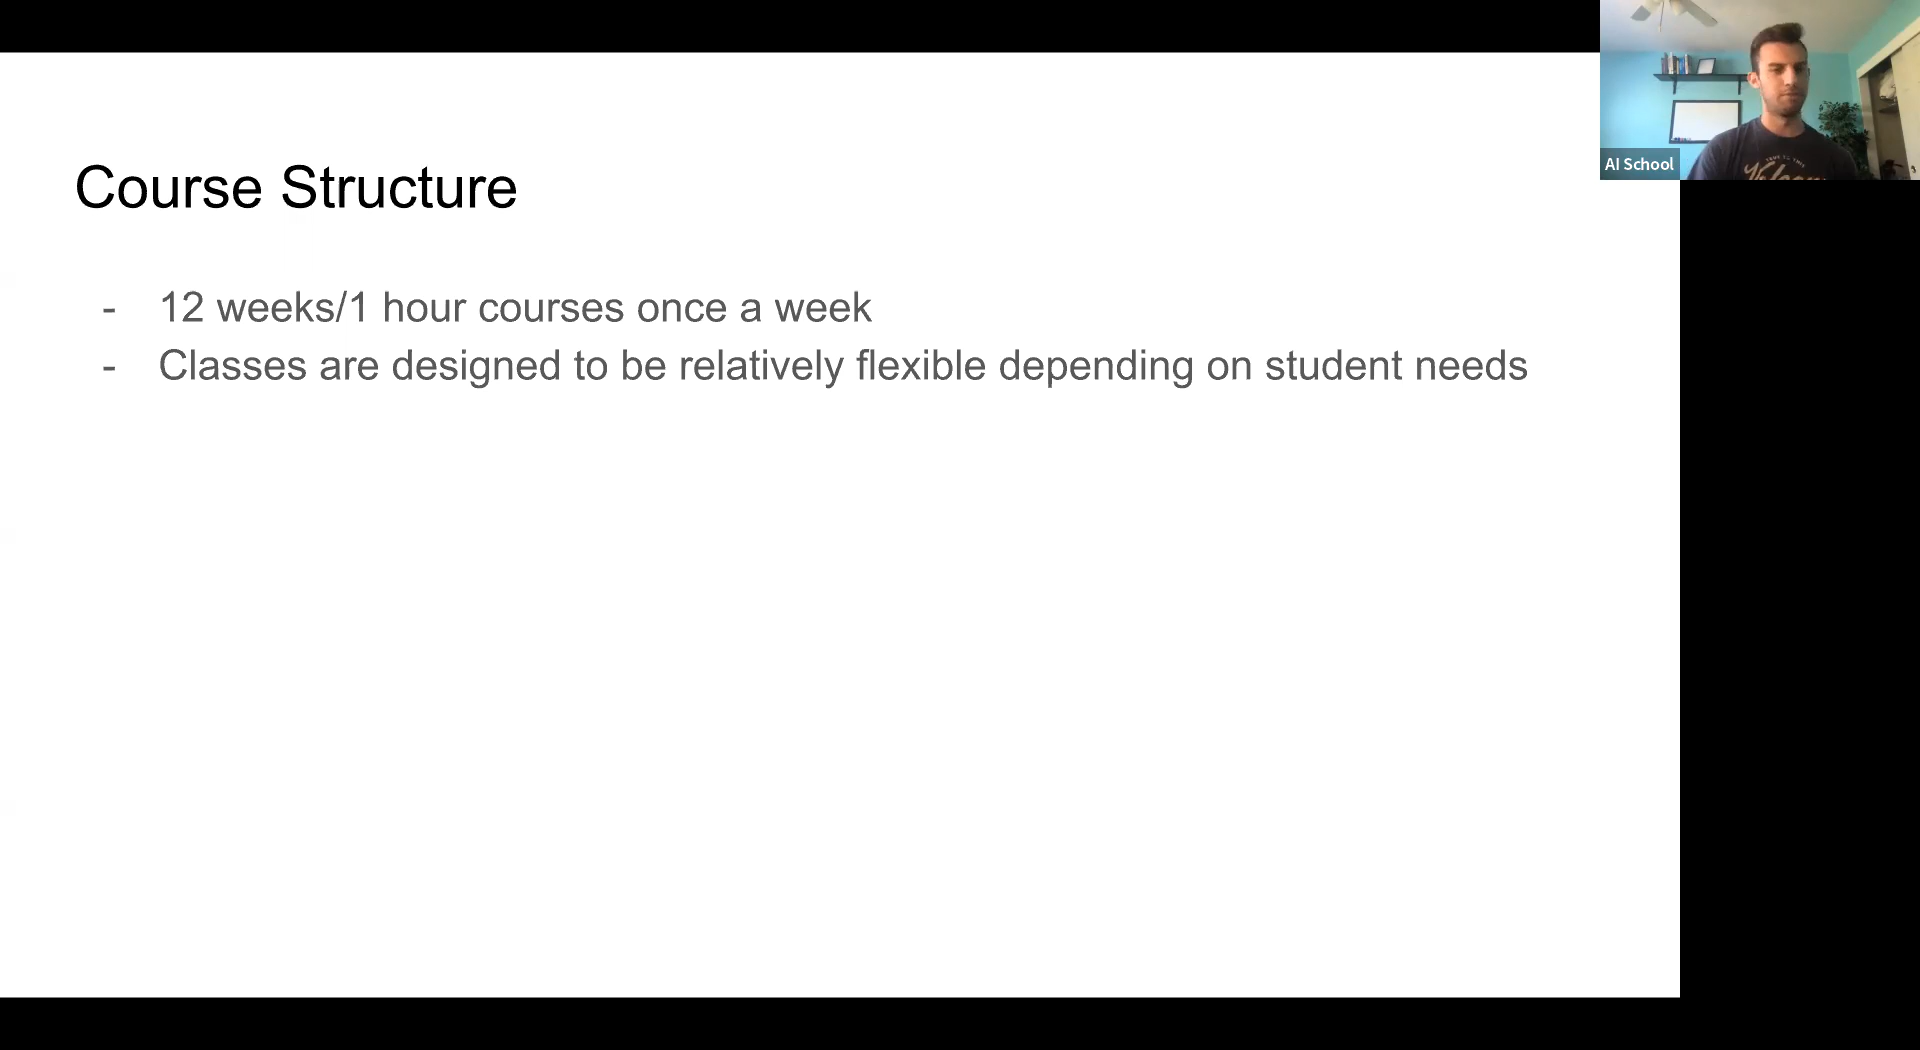 Course Structure
- 12 weeks/1 hour courses once a week
- Classes are designed to be relatively flexible depending on student needs
AI School